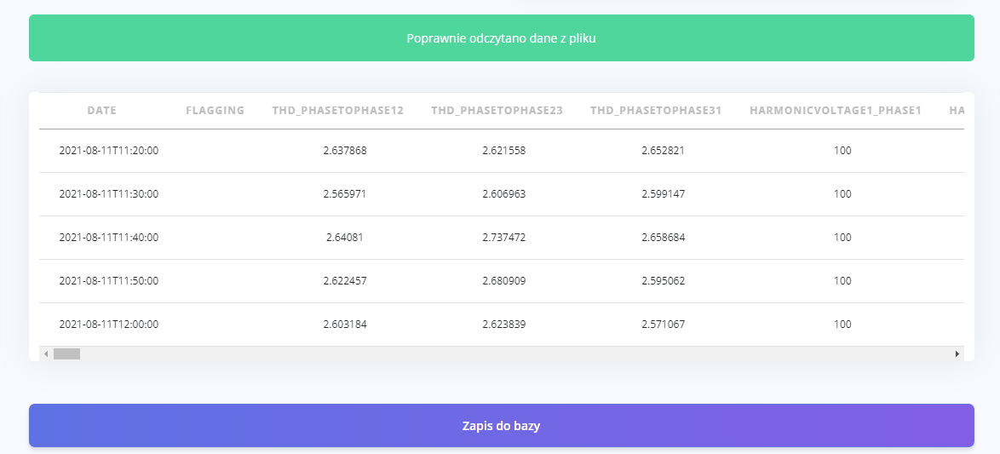 Poprawnie odczytano dane z pliku
DATE FLAGGING THD_PHASETOPHASE12 THD_PHASETOPHASE23 THD_PHASETOPHASE31 HARMONICVOLTAGE1_PHASE1 HA
2021-08-11T11:20:00 2.637868 2.621558 2.652821 100
2021-08-11T11:30:00 2.565971 2.606963 2.599147 100
2021-08-11T11:40:00 2.64081 2.737472 2.658684 100
2021-08-11T11:50:00 2.622457 2.680909 2.595062 100
2021-08-11T12:00:00 2.603184 2.623839 2.571067 100
Zapis do bazy